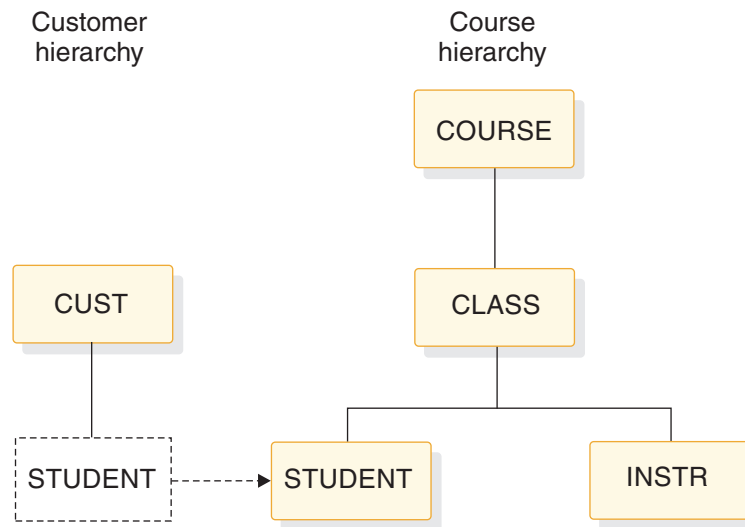 Customer
hierarchy
Course
hierarchy
COURSE
CUST
CLASS
STUDENT
STUDENT
INSTR